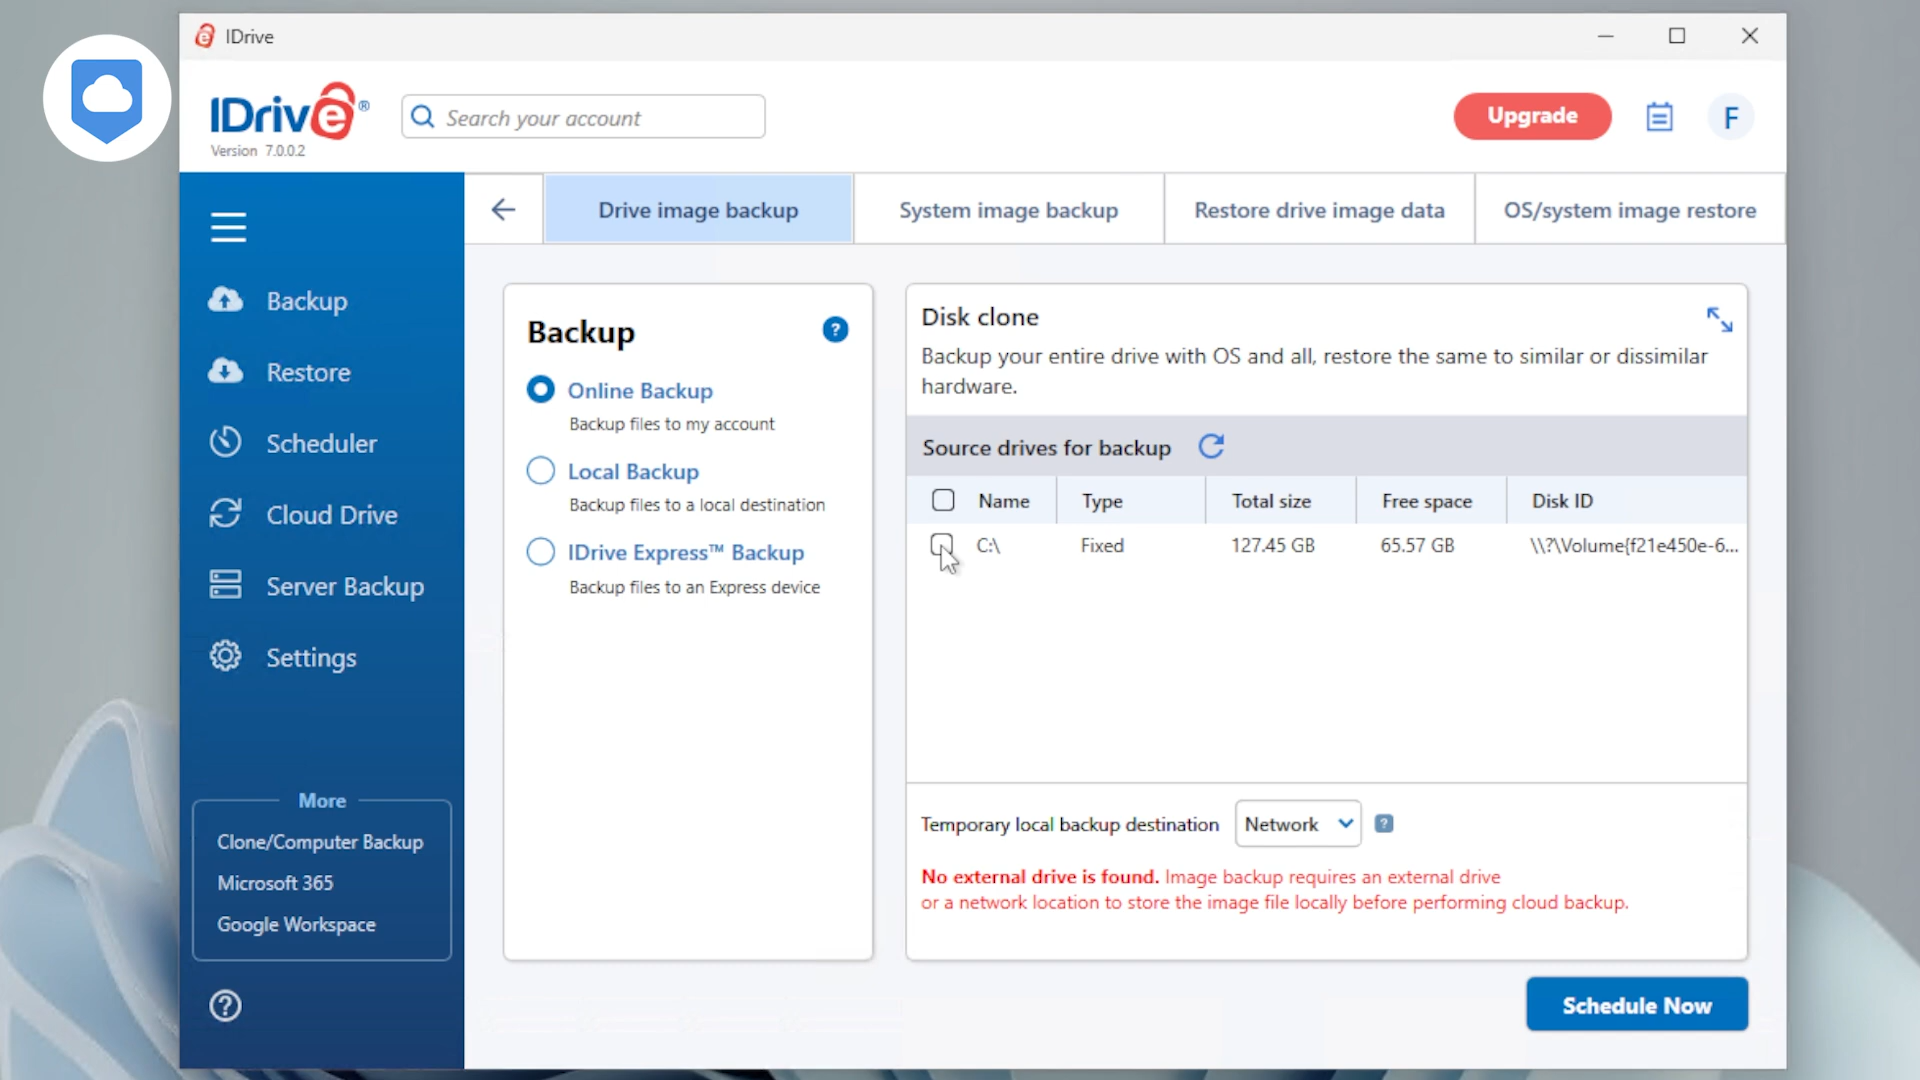 IDrive
IDrive®
Version 7.0.0.2
Search your account
Upgrade
F
Drive image backup
System image backup
Restore drive image data
OS/system image restore
Backup
Restore
Scheduler
Cloud Drive
Server Backup
Settings
More
Clone/Computer Backup
Microsoft 365
Google Workspace
?
Backup
?
Online Backup
Backup files to my account
Local Backup
Backup files to a local destination
IDrive Express™ Backup
Backup files to an Express device
Disk clone
Backup your entire drive with OS and all, restore the same to similar or dissimilar
hardware.
Source drives for backup
Name Type Total size Free space Disk ID
C:\ Fixed 127.45 GB 65.57 GB \\?\Volume{f21e450e-6...
Temporary local backup destination Network ?
No external drive is found. Image backup requires an external drive
or a network location to store the image file locally before performing cloud backup.
Schedule Now